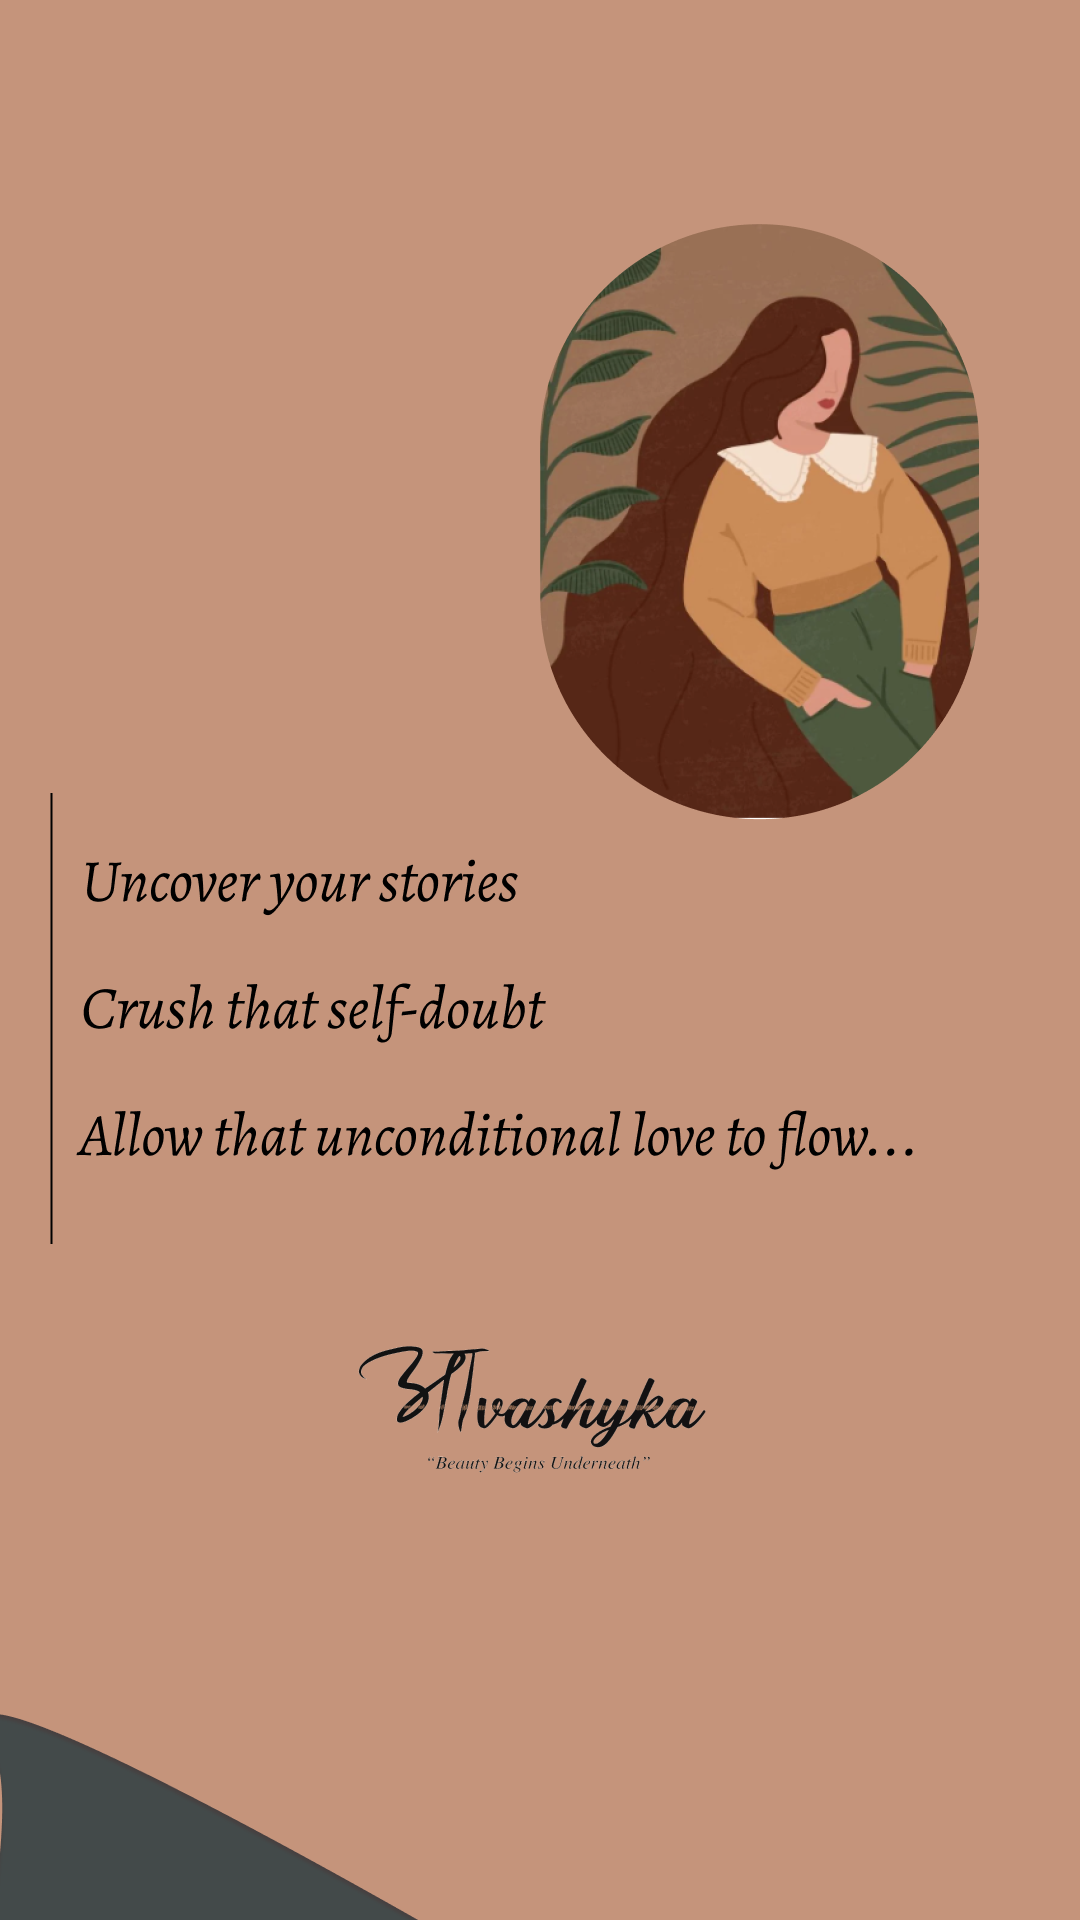 Uncover your stories
Crush that self-doubt
Allow that unconditional love to flow...
आvashyka
“Beauty Begins Underneath”